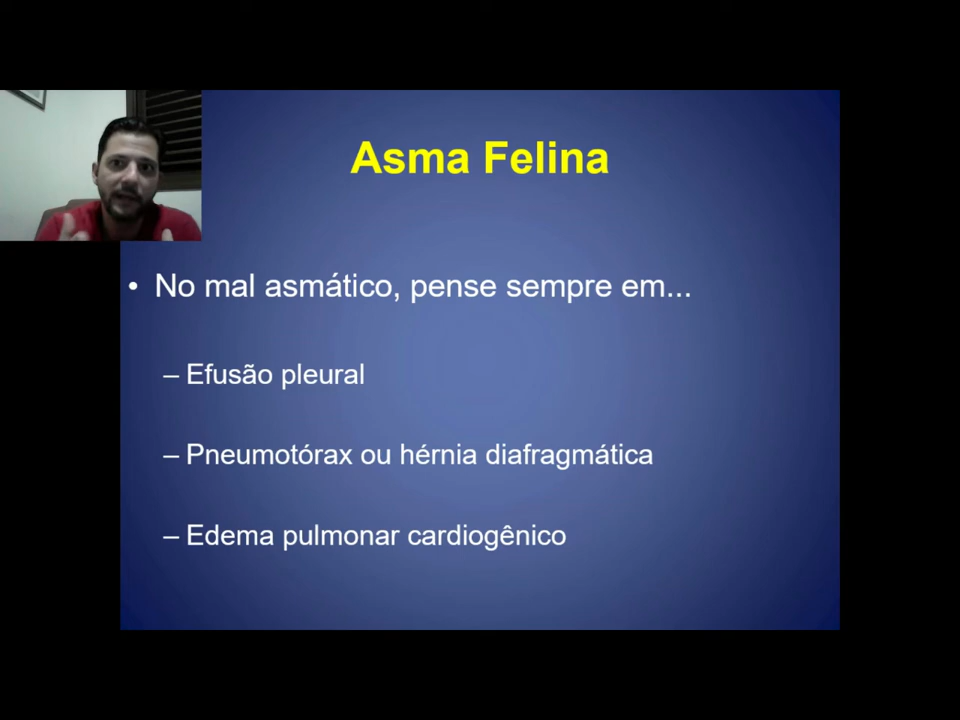 Asma Felina
• No mal asmático, pense sempre em...
– Efusão pleural
– Pneumotórax ou hérnia diafragmática
– Edema pulmonar cardiogênico